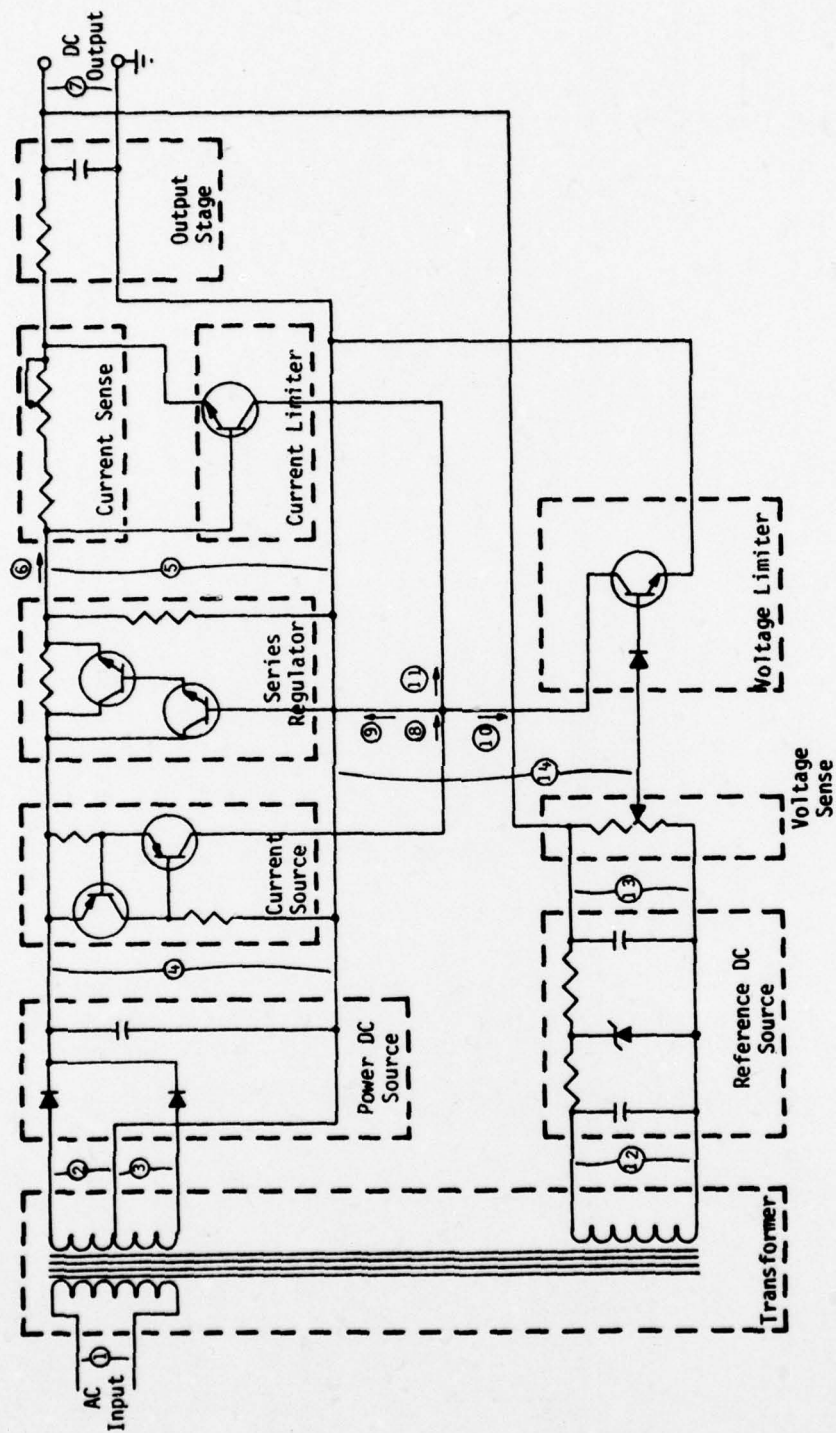 AC
Input
①
Transformer
②
③
Power DC
Source
④
Current
Source
Series
Regulator
⑤
⑥
Current Sense
Current Limiter
Output
Stage
⑦
DC
Output
⑧
⑨
⑩
⑪
⑫
Reference DC
Source
⑬
Voltage
Sense
⑭
Voltage Limiter